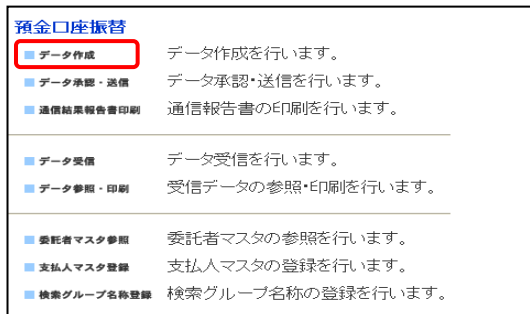 預金口座振替
データ作成 データ作成を行います。
データ承認・送信 データ承認・送信を行います。
通信結果報告書印刷 通信報告書の印刷を行います。
データ受信 データ受信を行います。
データ参照・印刷 受信データの参照・印刷を行います。
委託者マスタ参照 委託者マスタの参照を行います。
支払人マスタ登録 支払人マスタの登録を行います。
検索グループ名称登録 検索グループ名称の登録を行います。